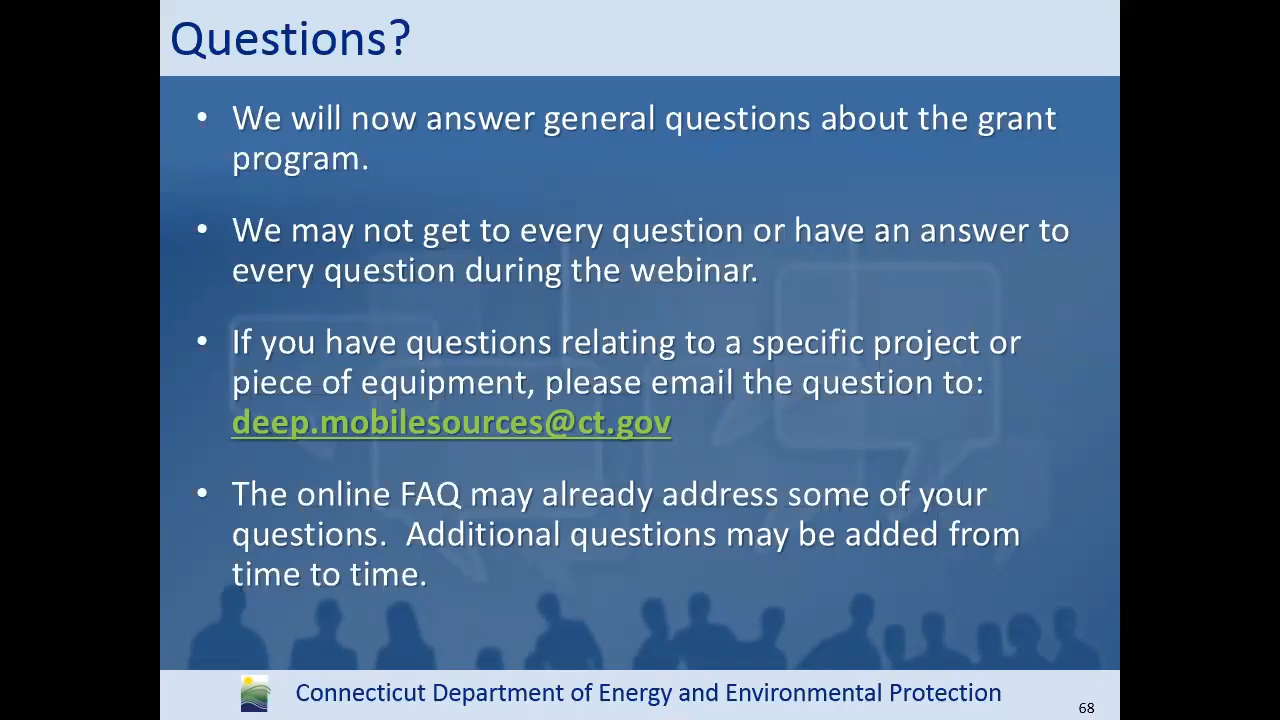 Questions?
• We will now answer general questions about the grant
program.
• We may not get to every question or have an answer to
every question during the webinar.
• If you have questions relating to a specific project or
piece of equipment, please email the question to:
deep.mobilesources@ct.gov
• The online FAQ may already address some of your
questions.  Additional questions may be added from
time to time.
Connecticut Department of Energy and Environmental Protection
68